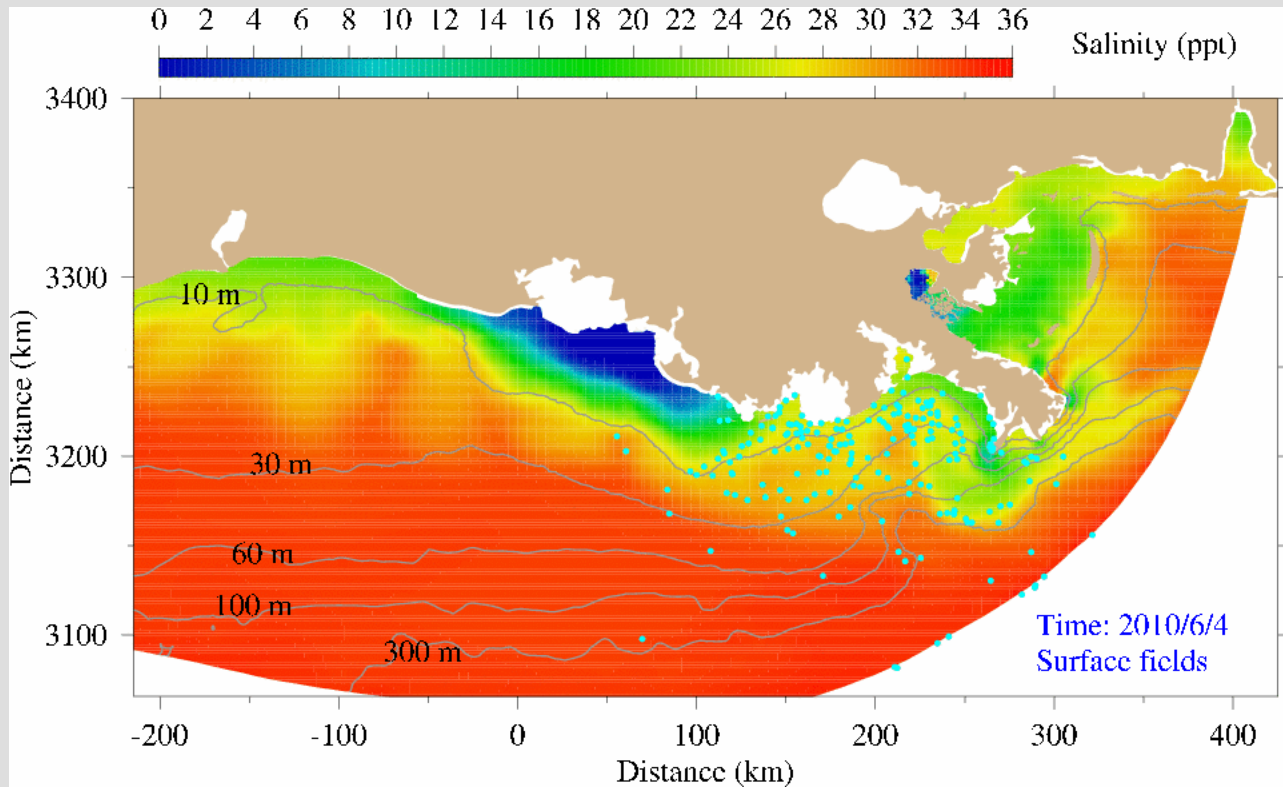 0 2 4 6 8 10 12 14 16 18 20 22 24 26 28 30 32 34 36
Salinity (ppt)
3400
3300
3200
3100
Distance (km)
10 m
30 m
60 m
100 m
300 m
Time: 2010/6/4
Surface fields
-200 -100 0 100 200 300 400
Distance (km)